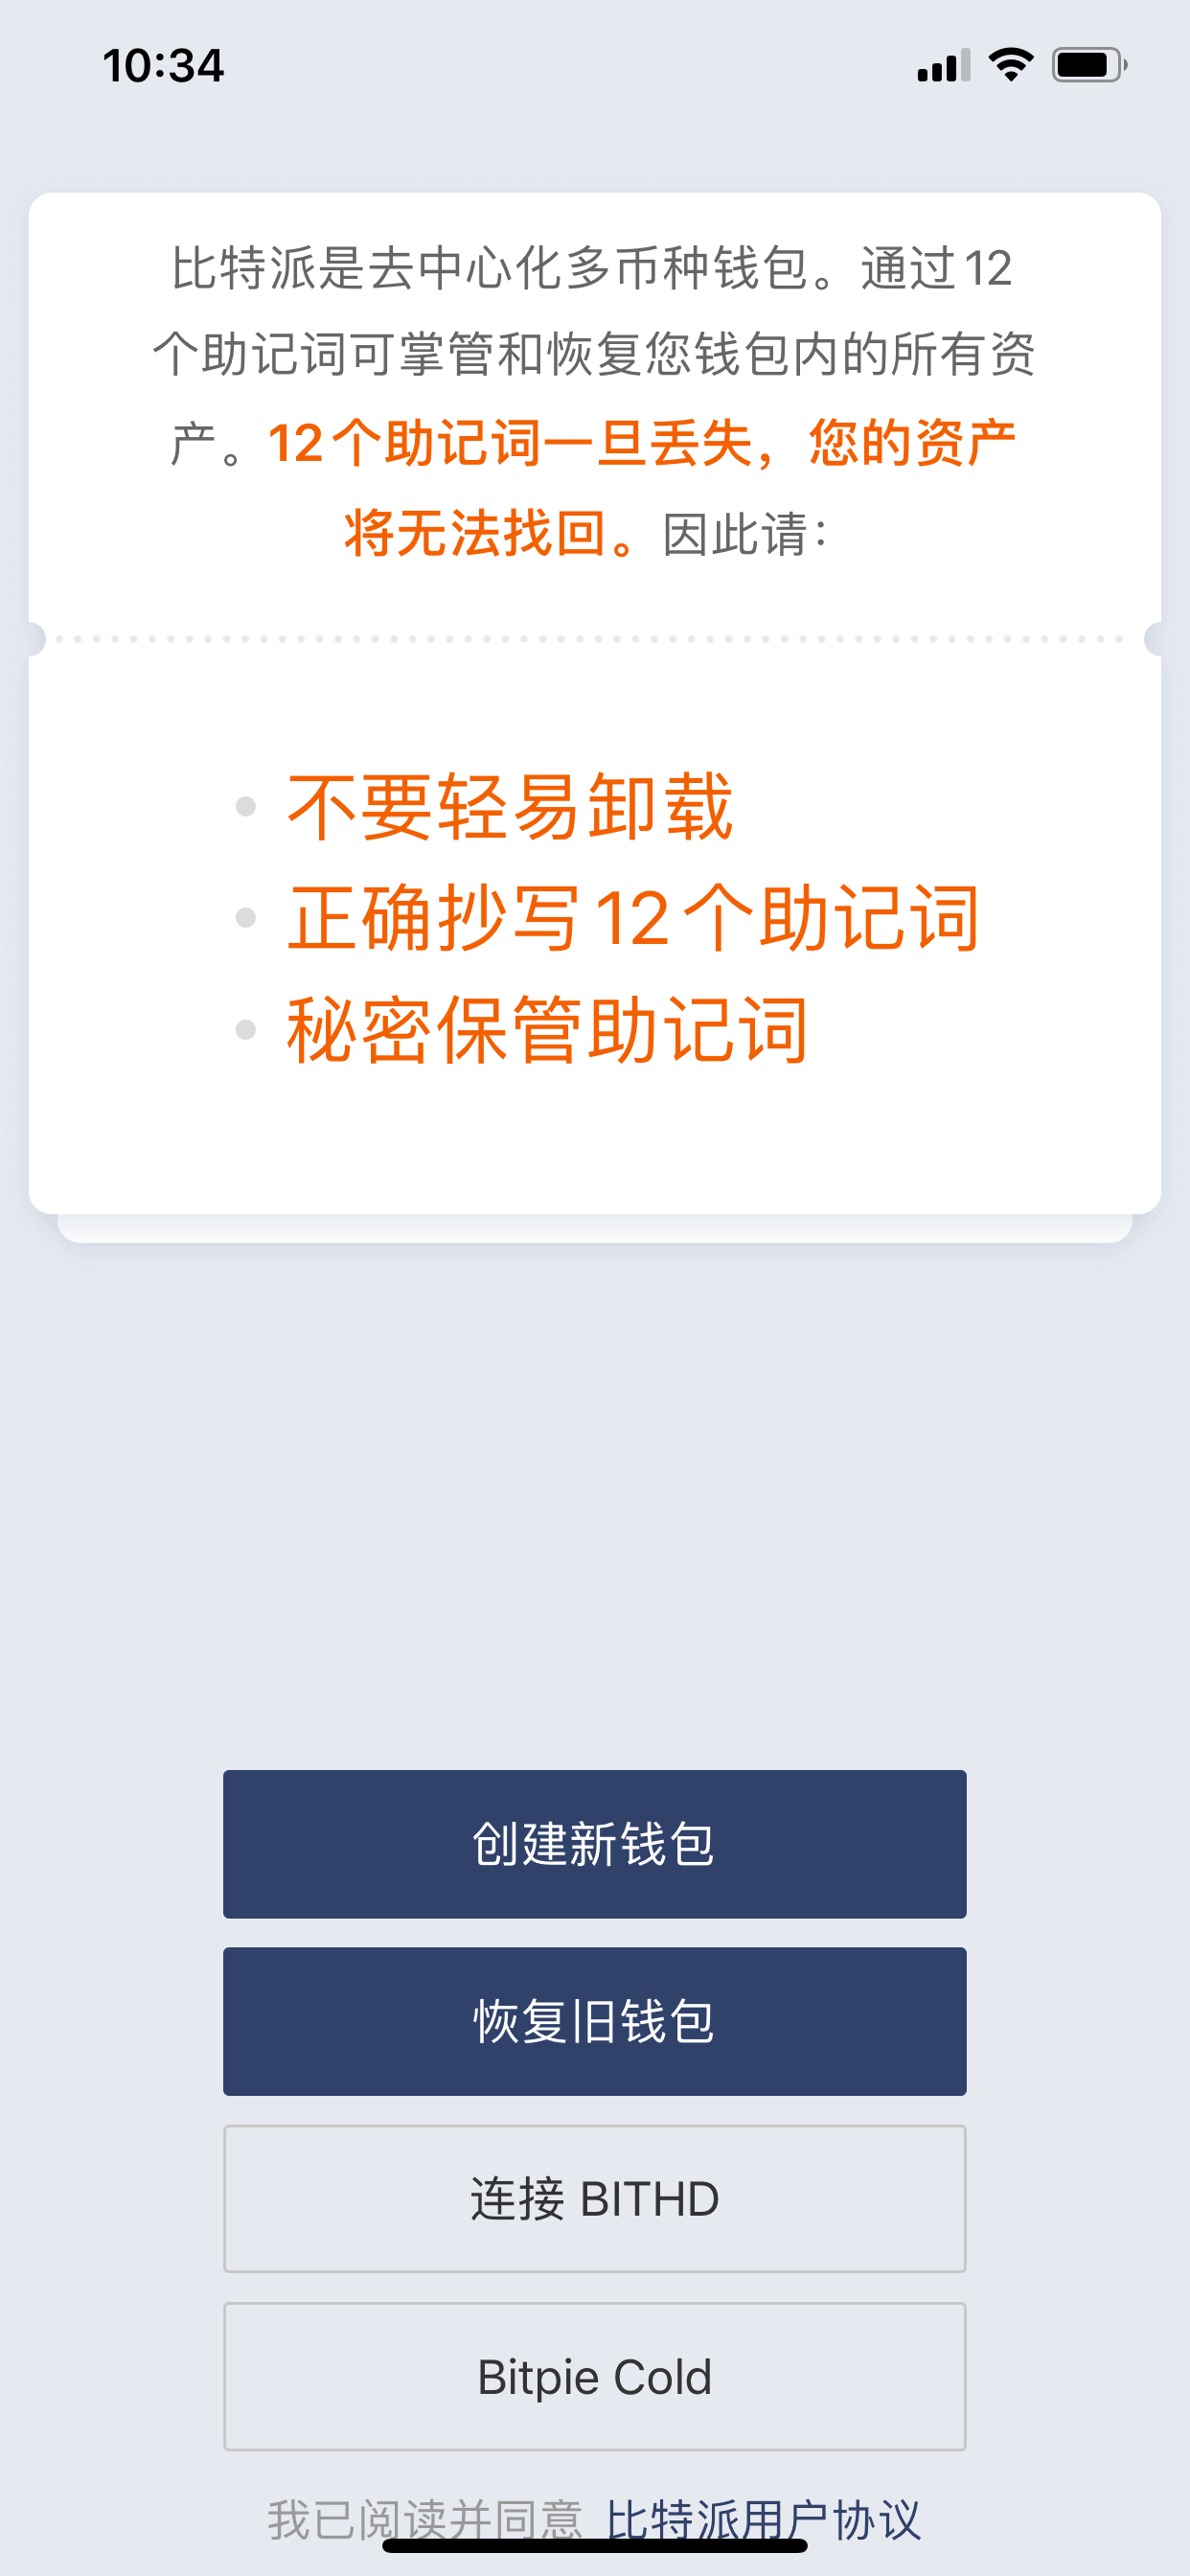 10:34
比特派是去中心化多币种钱包。通过12
个助记词可掌管和恢复您钱包内的所有资
产。12个助记词一旦丢失，您的资产
将无法找回。因此请：
不要轻易卸载
正确抄写12个助记词
秘密保管助记词
创建新钱包
恢复旧钱包
连接 BITHD
Bitpie Cold
我已阅读并同意 比特派用户协议